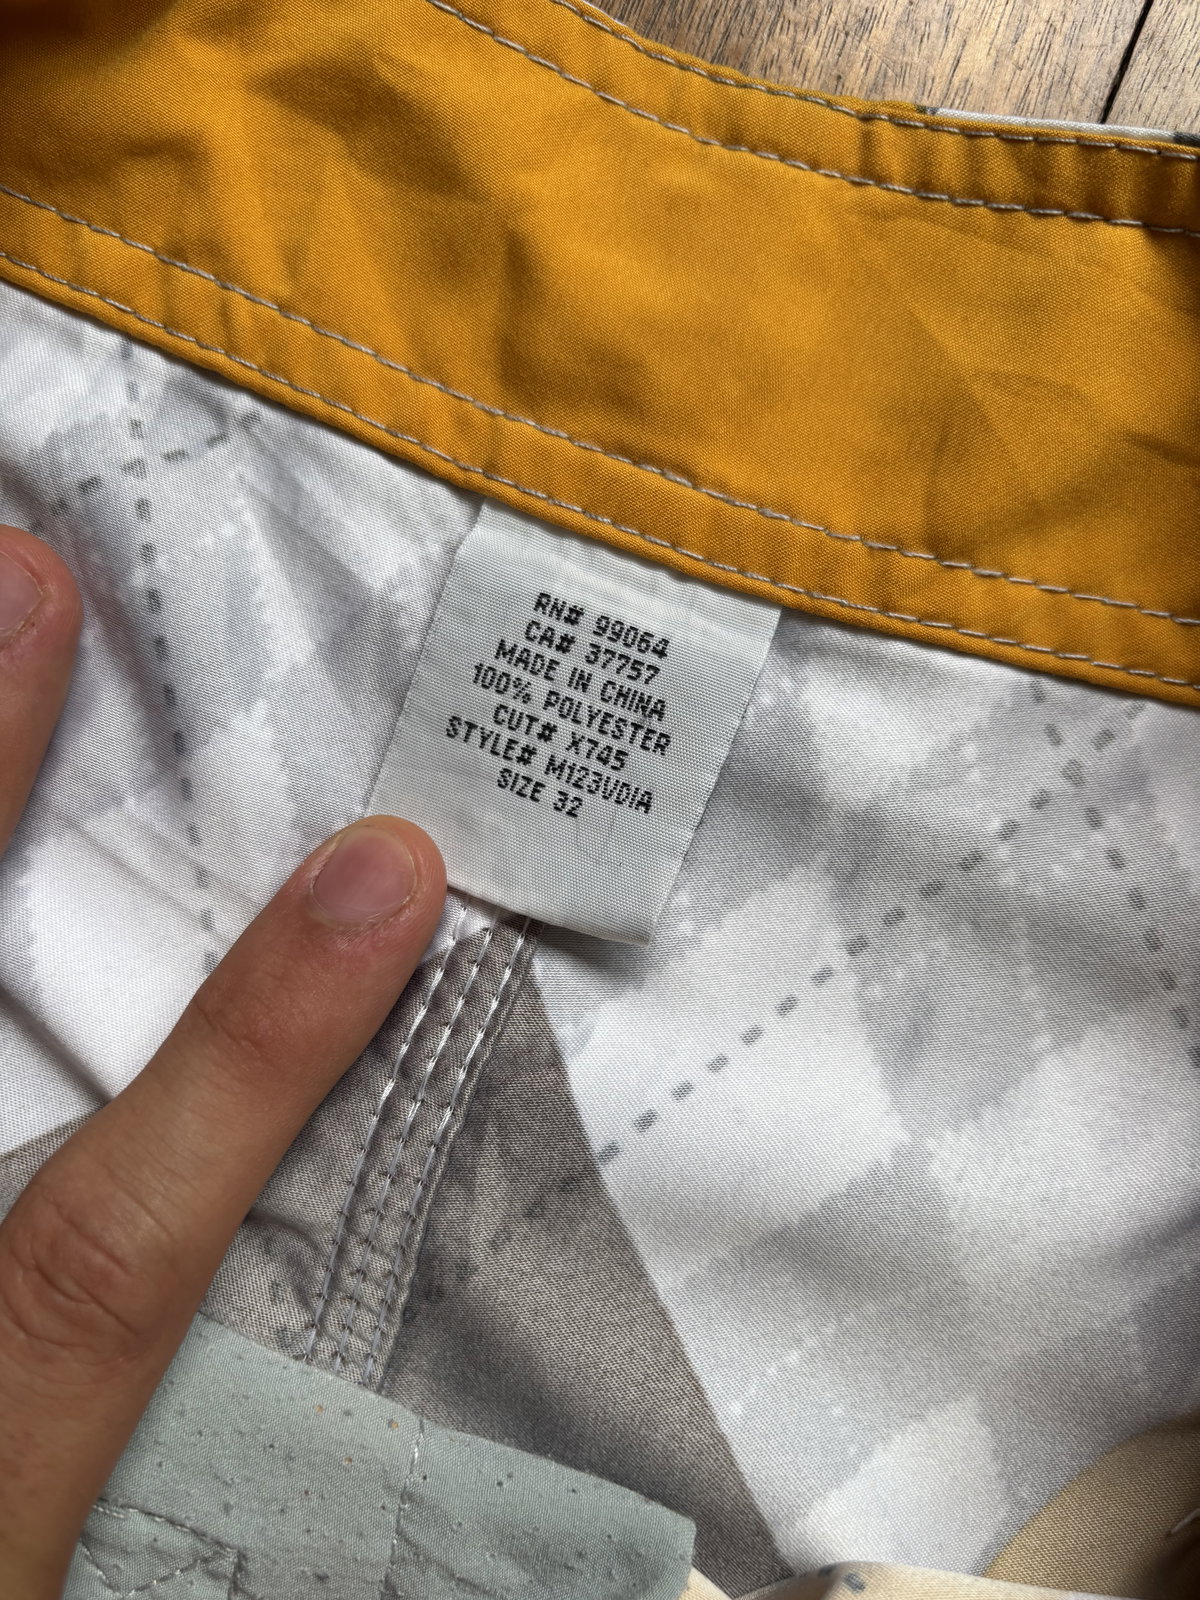 RN# 99064
CA# 37757
MADE IN CHINA
100% POLYESTER
CUT# X745
STYLE# M123VDIA
SIZE 32